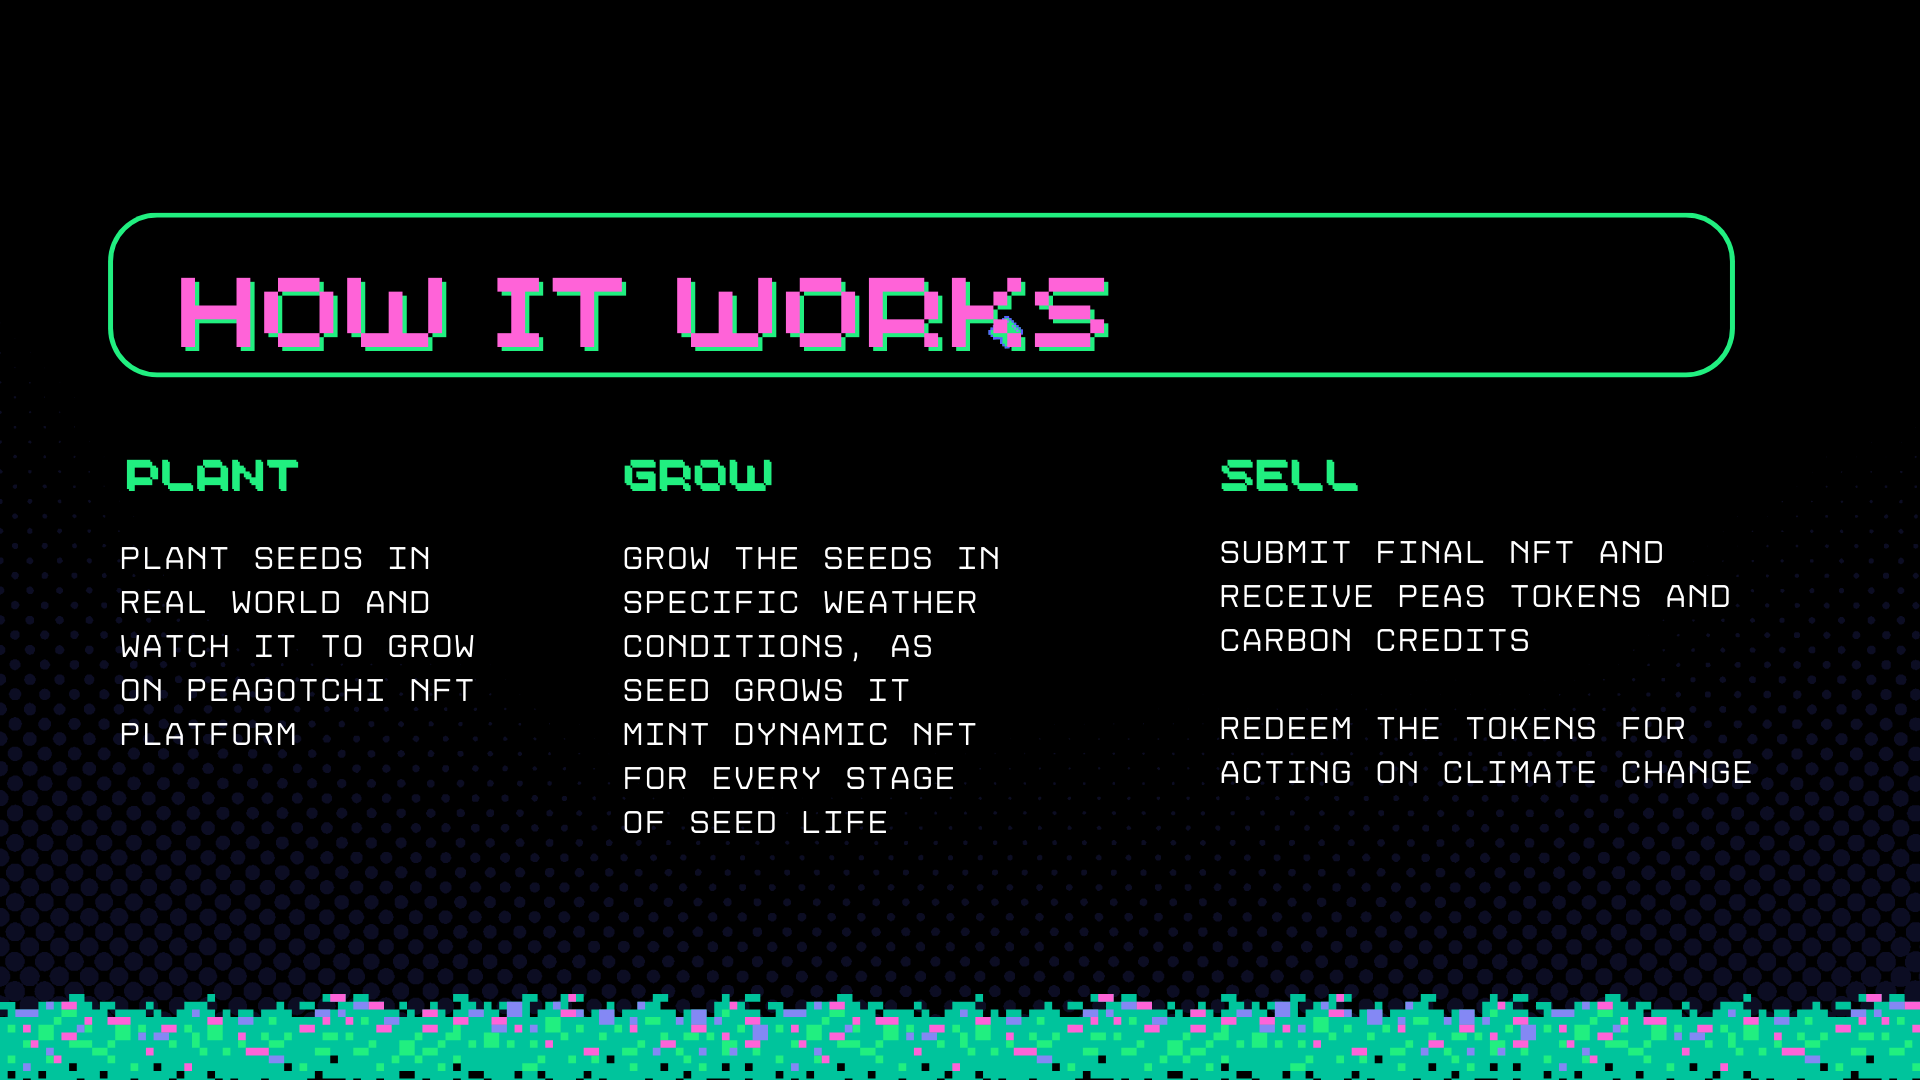 HOW IT WORKS
PLANT
PLANT SEEDS IN
REAL WORLD AND
WATCH IT TO GROW
ON PEAGOTCHI NFT
PLATFORM
GROW
GROW THE SEEDS IN
SPECIFIC WEATHER
CONDITIONS, AS
SEED GROWS IT
MINT DYNAMIC NFT
FOR EVERY STAGE
OF SEED LIFE
SELL
SUBMIT FINAL NFT AND
RECEIVE PEAS TOKENS AND
CARBON CREDITS
REDEEM THE TOKENS FOR
ACTING ON CLIMATE CHANGE